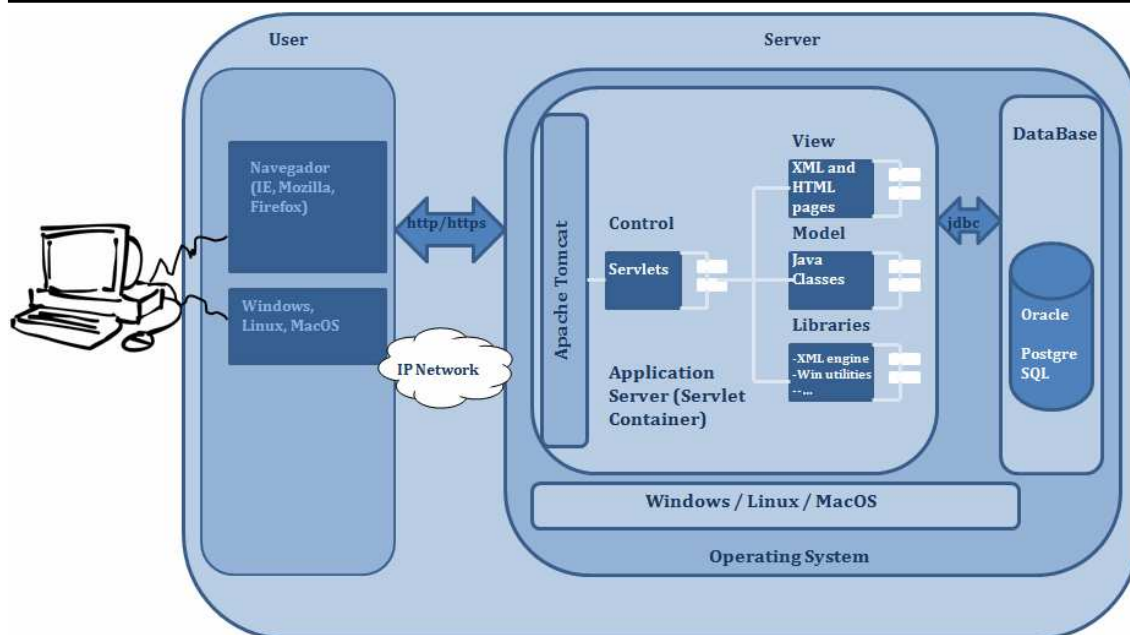 User
Server
Navegador
(IE, Mozilla,
Firefox)
Windows,
Linux, MacOS
http/https
IP Network
Apache Tomcat
Control
Servlets
Application
Server (Servlet
Container)
View
XML and
HTML
pages
Model
Java
Classes
Libraries
-XML engine
-Win utilities
--...
jdbc
DataBase
Oracle
Postgre
SQL
Windows / Linux / MacOS
Operating System